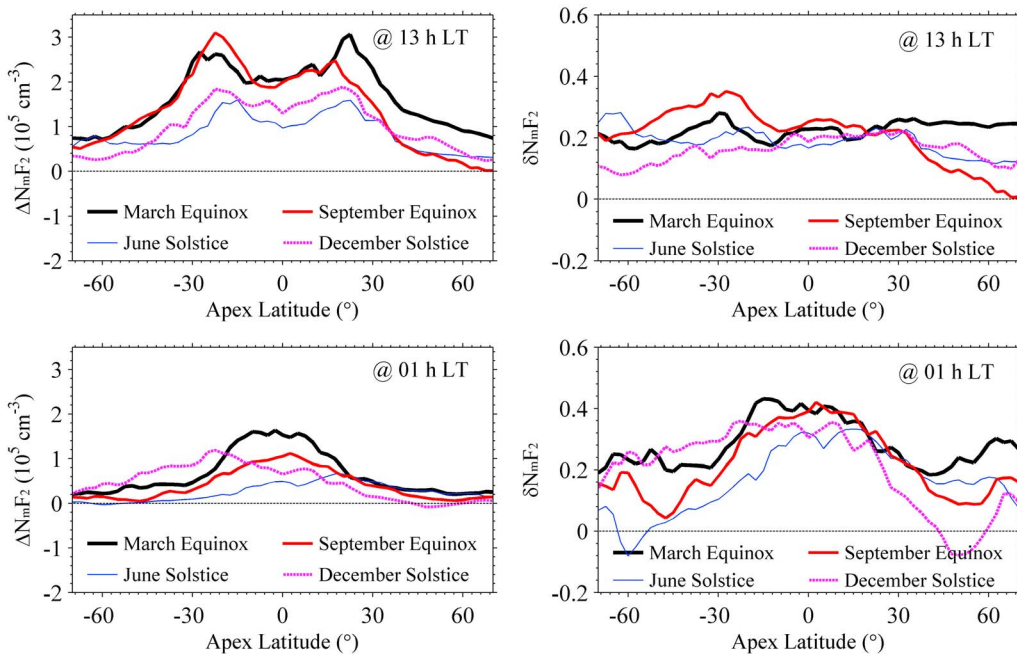 @ 13 h LT
3
2
1
0
-1
-2
ΔNₘF₂ (10⁵ cm⁻³)
March Equinox
September Equinox
June Solstice
December Solstice
-60
-30
0
30
60
Apex Latitude (°)
@ 13 h LT
0.6
0.4
0.2
0
-0.2
δNₘF₂
March Equinox
September Equinox
June Solstice
December Solstice
-60
-30
0
30
60
Apex Latitude (°)
@ 01 h LT
3
2
1
0
-1
-2
ΔNₘF₂ (10⁵ cm⁻³)
March Equinox
September Equinox
June Solstice
December Solstice
-60
-30
0
30
60
Apex Latitude (°)
@ 01 h LT
0.6
0.4
0.2
0
-0.2
δNₘF₂
March Equinox
September Equinox
June Solstice
December Solstice
-60
-30
0
30
60
Apex Latitude (°)